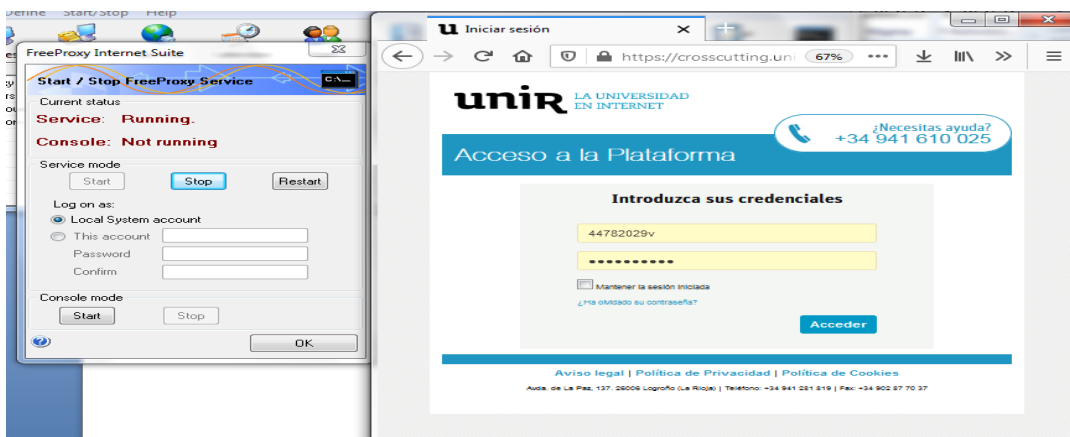 Define Start/Stop Help
FreeProxy Internet Suite
Start / Stop FreeProxy Service
C:\_
Current status
Service: Running.
Console: Not running
Service mode
Start Stop Restart
Log on as:
Local System account
This account
Password
Confirm
Console mode
Start Stop
OK
Iniciar sesión
https://crosscutting.uni 67%
unir LA UNIVERSIDAD
EN INTERNET
¿Necesitas ayuda?
+34 941 610 025
Acceso a la Plataforma
Introduzca sus credenciales
44782029v
••••••••••
Mantener la sesión iniciada
¿Ha olvidado su contraseña?
Acceder
Aviso legal | Política de Privacidad | Política de Cookies
Avda. de La Paz, 137. 26006 Logroño (La Rioja) | Teléfono: +34 941 281 819 | Fax: +34 902 87 70 37